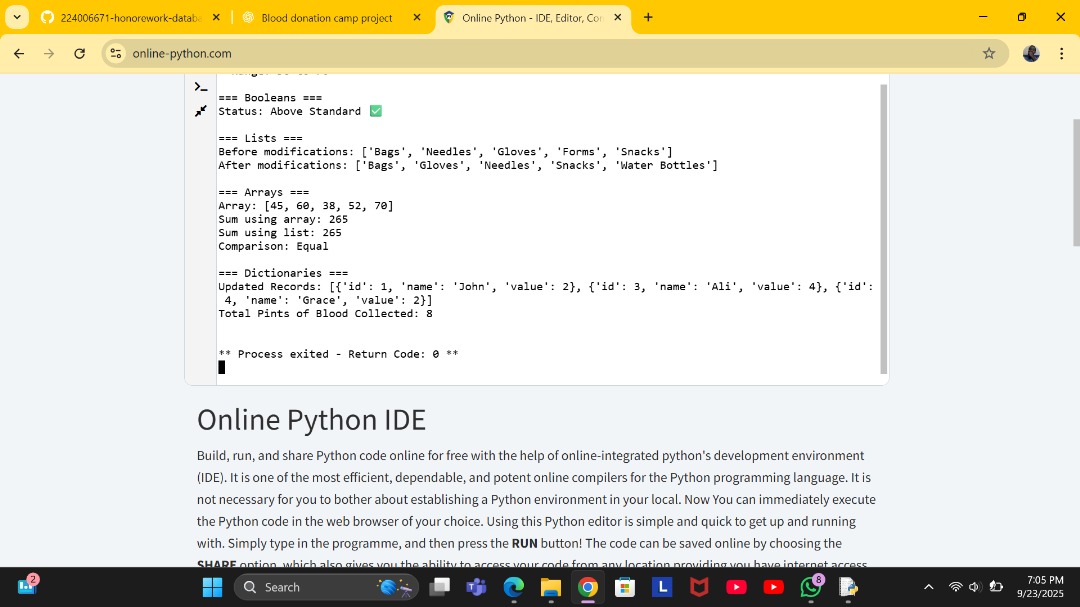 224006671-honorework-databa
Blood donation camp project
Online Python - IDE, Editor, Con
online-python.com
=== Booleans ===
Status: Above Standard ✅
=== Lists ===
Before modifications: ['Bags', 'Needles', 'Gloves', 'Forms', 'Snacks']
After modifications: ['Bags', 'Gloves', 'Needles', 'Snacks', 'Water Bottles']
=== Arrays ===
Array: [45, 60, 38, 52, 70]
Sum using array: 265
Sum using list: 265
Comparison: Equal
=== Dictionaries ===
Updated Records: [{'id': 1, 'name': 'John', 'value': 2}, {'id': 3, 'name': 'Ali', 'value': 4}, {'id':
4, 'name': 'Grace', 'value': 2}]
Total Pints of Blood Collected: 8
** Process exited - Return Code: 0 **
Online Python IDE
Build, run, and share Python code online for free with the help of online-integrated python's development environment
(IDE). It is one of the most efficient, dependable, and potent online compilers for the Python programming language. It is
not necessary for you to bother about establishing a Python environment in your local. Now You can immediately execute
the Python code in the web browser of your choice. Using this Python editor is simple and quick to get up and running
with. Simply type in the programme, and then press the RUN button! The code can be saved online by choosing the
SHARE option, which also gives you the ability to access your code from any location providing you have internet access.
2
Search
L
8
7:05 PM
9/23/2025